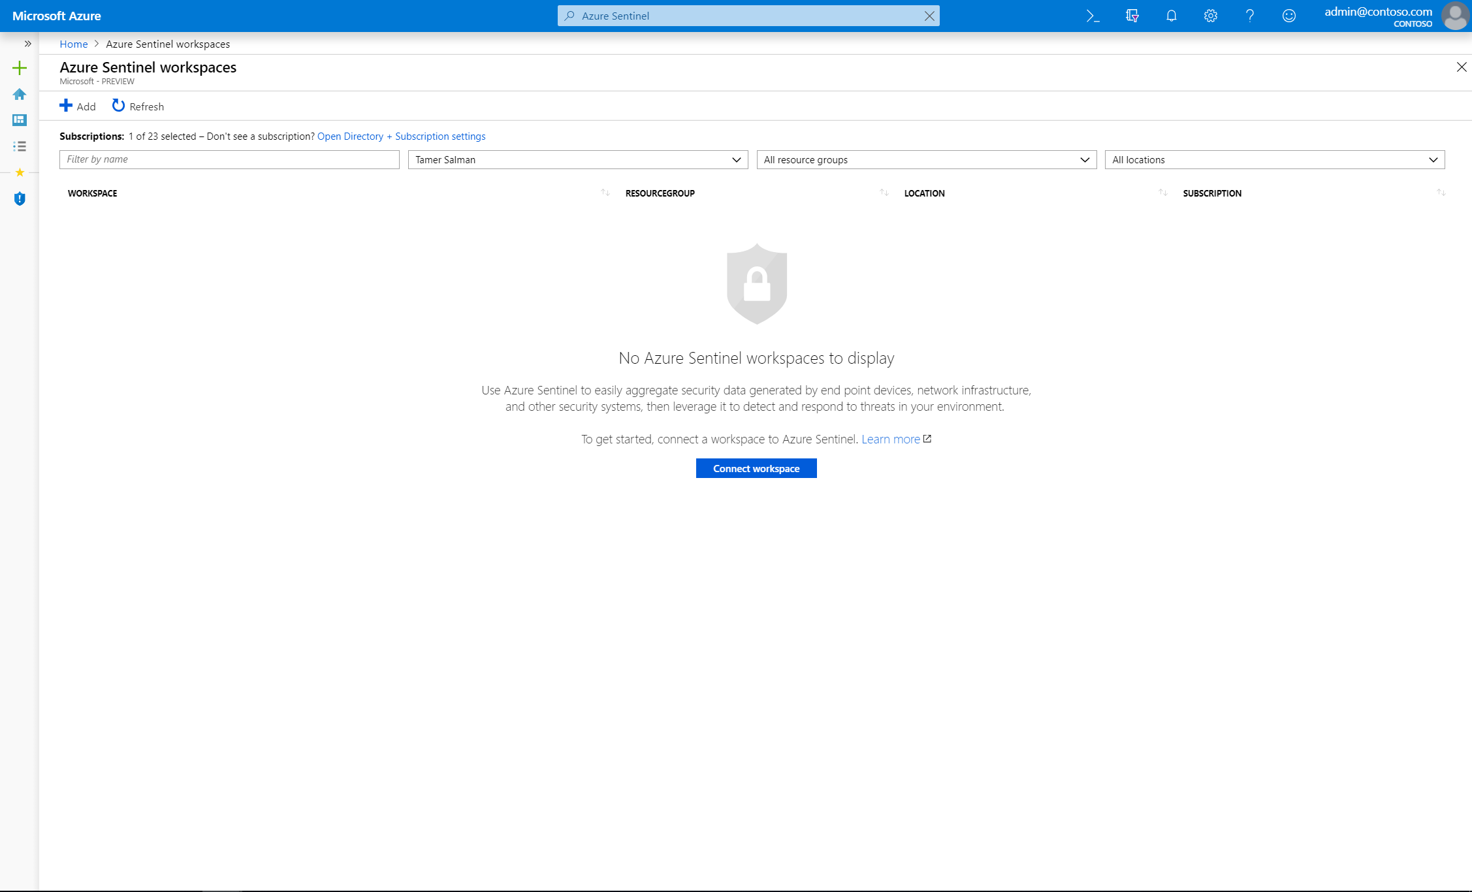 Microsoft Azure
Azure Sentinel
admin@contoso.com
CONTOSO
Home > Azure Sentinel workspaces
Azure Sentinel workspaces
Microsoft - PREVIEW
Add Refresh
Subscriptions: 1 of 23 selected – Don't see a subscription? Open Directory + Subscription settings
Filter by name Tamer Salman All resource groups All locations
WORKSPACE RESOURCEGROUP LOCATION SUBSCRIPTION
No Azure Sentinel workspaces to display
Use Azure Sentinel to easily aggregate security data generated by end point devices, network infrastructure,
and other security systems, then leverage it to detect and respond to threats in your environment.
To get started, connect a workspace to Azure Sentinel. Learn more
Connect workspace